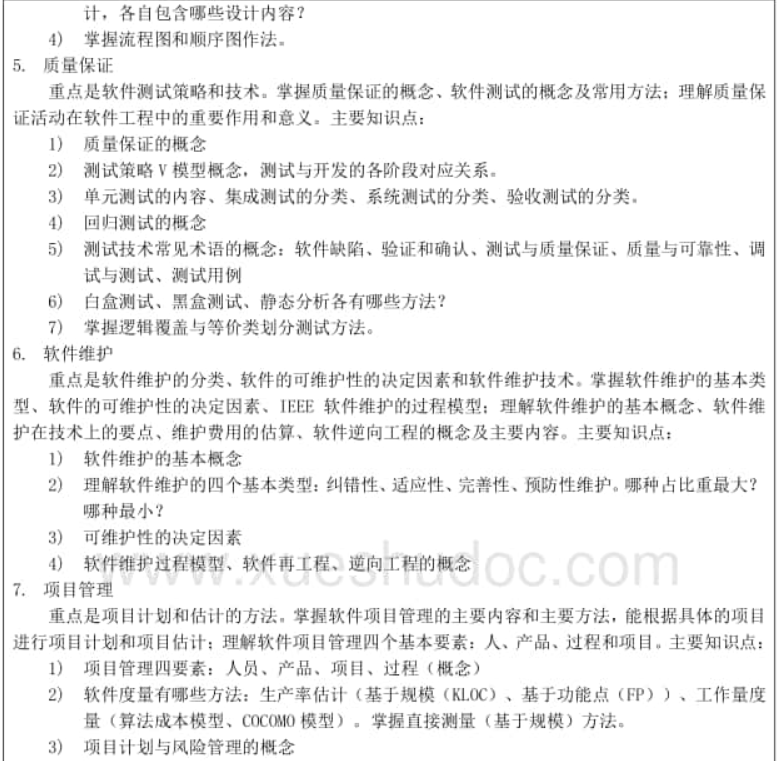 计，各自包含哪些设计内容？
4) 掌握流程图和顺序图作法。
5. 质量保证
重点是软件测试策略和技术。掌握质量保证的概念、软件测试的概念及常用方法；理解质量保
证活动在软件工程中的重要作用和意义。主要知识点：
1) 质量保证的概念
2) 测试策略 V 模型概念，测试与开发的各阶段对应关系。
3) 单元测试的内容、集成测试的分类、系统测试的分类、验收测试的分类。
4) 回归测试的概念
5) 测试技术常见术语的概念：软件缺陷、验证和确认、测试与质量保证、质量与可靠性、调
试与测试、测试用例
6) 白盒测试、黑盒测试、静态分析各有哪些方法？
7) 掌握逻辑覆盖与等价类划分测试方法。
6. 软件维护
重点是软件维护的分类、软件的可维护性的决定因素和软件维护技术。掌握软件维护的基本类
型、软件的可维护性的决定因素、IEEE 软件维护的过程模型；理解软件维护的基本概念、软件维
护在技术上的要点、维护费用的估算、软件逆向工程的概念及主要内容。主要知识点：
1) 软件维护的基本概念
2) 理解软件维护的四个基本类型：纠错性、适应性、完善性、预防性维护。哪种占比重最大？
哪种最小？
3) 可维护性的决定因素
4) 软件维护过程模型、软件再工程、逆向工程的概念
www.xueshudoc.com
7. 项目管理
重点是项目计划和估计的方法。掌握软件项目管理的主要内容和主要方法，能根据具体的项目
进行项目计划和项目估计；理解软件项目管理四个基本要素：人、产品、过程和项目。主要知识点：
1) 项目管理四要素：人员、产品、项目、过程（概念）
2) 软件度量有哪些方法：生产率估计（基于规模（KLOC）、基于功能点（FP））、工作量度
量（算法成本模型、COCOMO 模型）。掌握直接测量（基于规模）方法。
3) 项目计划与风险管理的概念